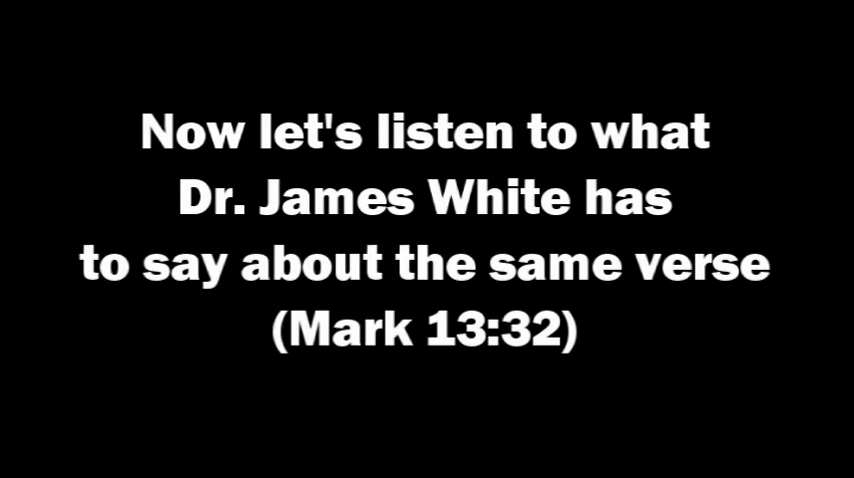 Now let's listen to what
Dr. James White has
to say about the same verse
(Mark 13:32)